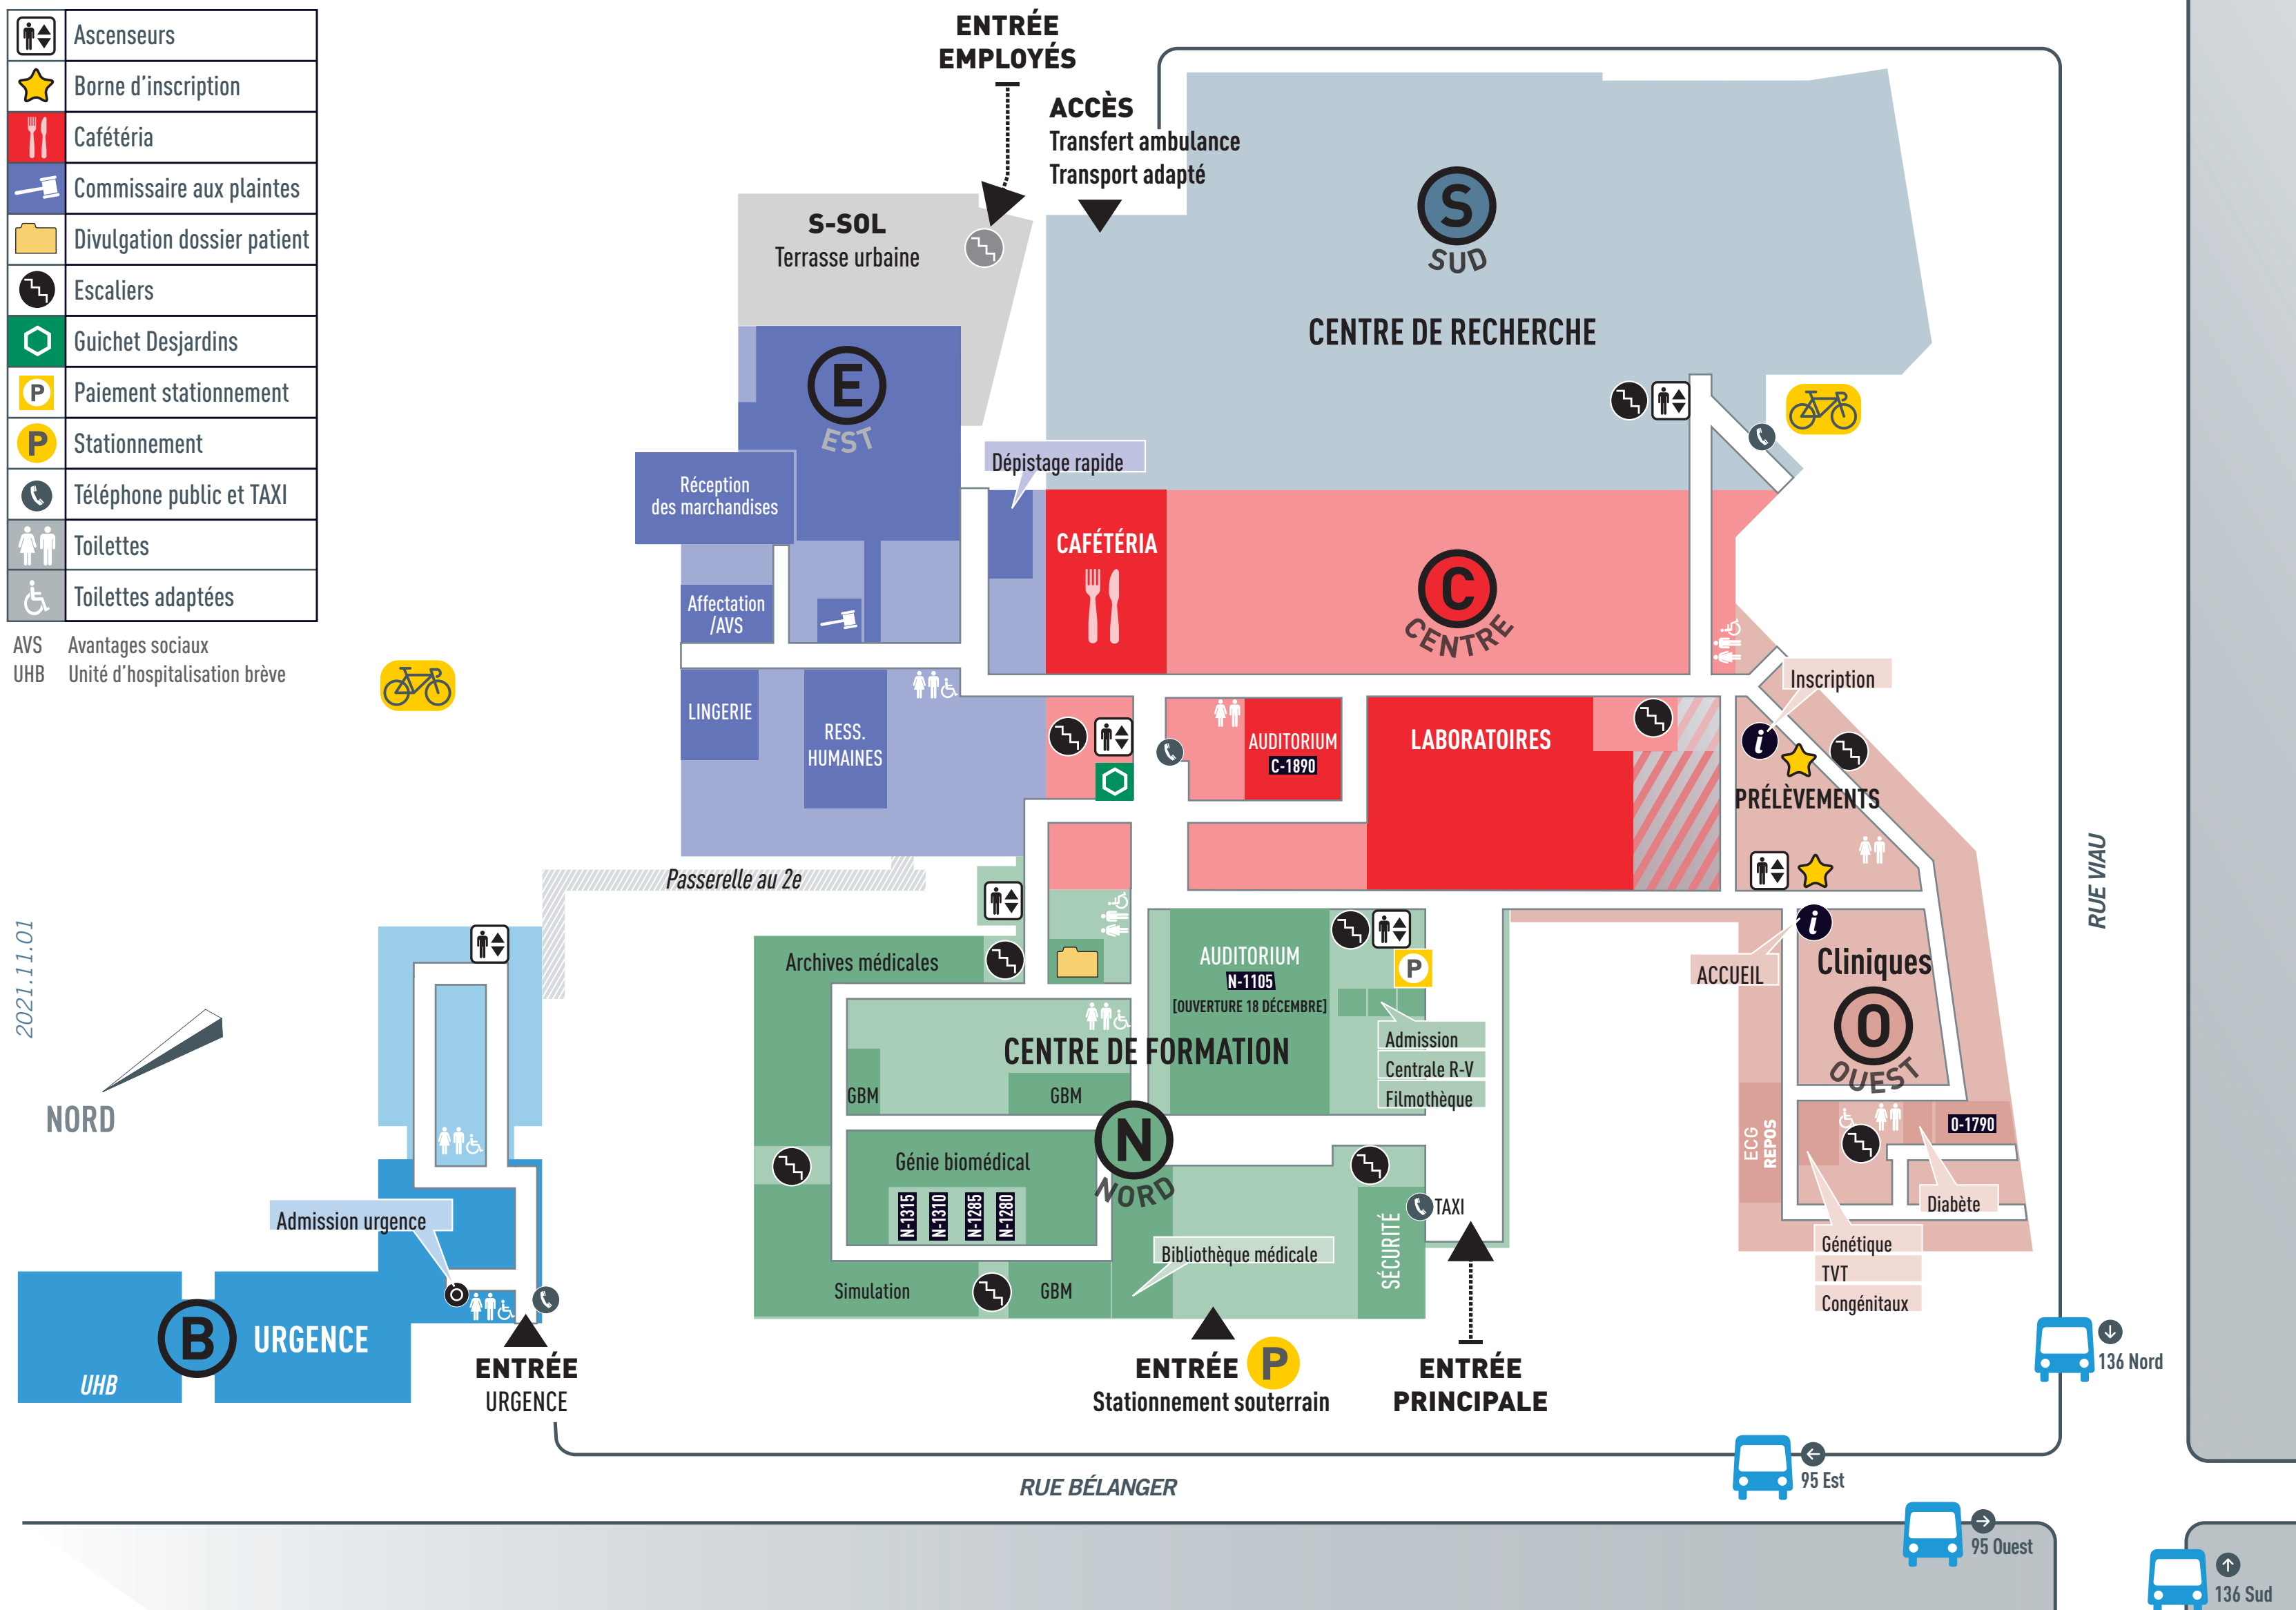 Ascenseurs
Borne d'inscription
Cafétéria
Commissaire aux plaintes
Divulgation dossier patient
Escaliers
Guichet Desjardins
P
Paiement stationnement
P
Stationnement
Téléphone public et TAXI
Toilettes
Toilettes adaptées
AVS Avantages sociaux
UHB Unité d'hospitalisation brève
ENTRÉE
EMPLOYÉS
ACCÈS
Transfert ambulance
Transport adapté
S-SOL
Terrasse urbaine
S
SUD
CENTRE DE RECHERCHE
E
EST
Réception
des marchandises
Dépistage rapide
CAFÉTÉRIA
C
CENTRE
Affectation
/AVS
LINGERIE
RESS.
HUMAINES
AUDITORIUM
C-1890
LABORATOIRES
Inscription
i
PRÉLÈVEMENTS
RUE VIAU
Passerelle au 2e
2021.11.01
NORD
Archives médicales
AUDITORIUM
N-1105
[OUVERTURE 18 DÉCEMBRE]
P
i
ACCUEIL
Cliniques
O
OUEST
CENTRE DE FORMATION
Admission
Centrale R-V
Filmothèque
GBM
GBM
N
NORD
Génie biomédical
N-1315
N-1310
N-1285
N-1280
ECG
REPOS
O-1790
Diabète
Génétique
TVT
Congénitaux
TAXI
SÉCURITÉ
Bibliothèque médicale
Simulation
GBM
Admission urgence
B
URGENCE
UHB
ENTRÉE
URGENCE
ENTRÉE P
Stationnement souterrain
ENTRÉE
PRINCIPALE
136 Nord
95 Est
RUE BÉLANGER
95 Ouest
136 Sud